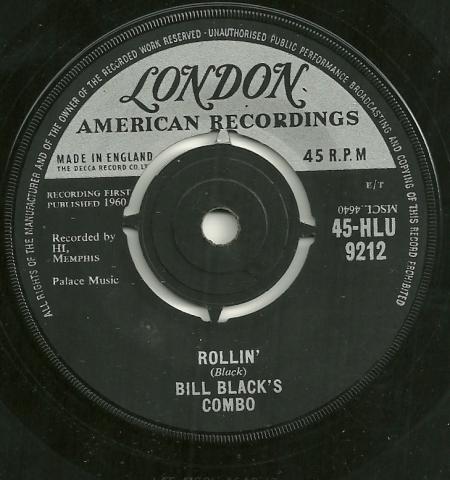 ALL RIGHTS OF THE MANUFACTURER AND OF THE OWNER OF THE RECORDED WORK RESERVED · UNAUTHORISED PUBLIC PERFORMANCE BROADCASTING AND COPYING OF THIS RECORD PROHIBITED
LONDON
AMERICAN RECORDINGS
MADE IN ENGLAND
THE DECCA RECORD CO. LTD
45 R.P.M
RECORDING FIRST
PUBLISHED 1960
E/T
MSCL.4640
45-HLU
9212
Recorded by
HI,
MEMPHIS
Palace Music
ROLLIN'
(Black)
BILL BLACK'S
COMBO